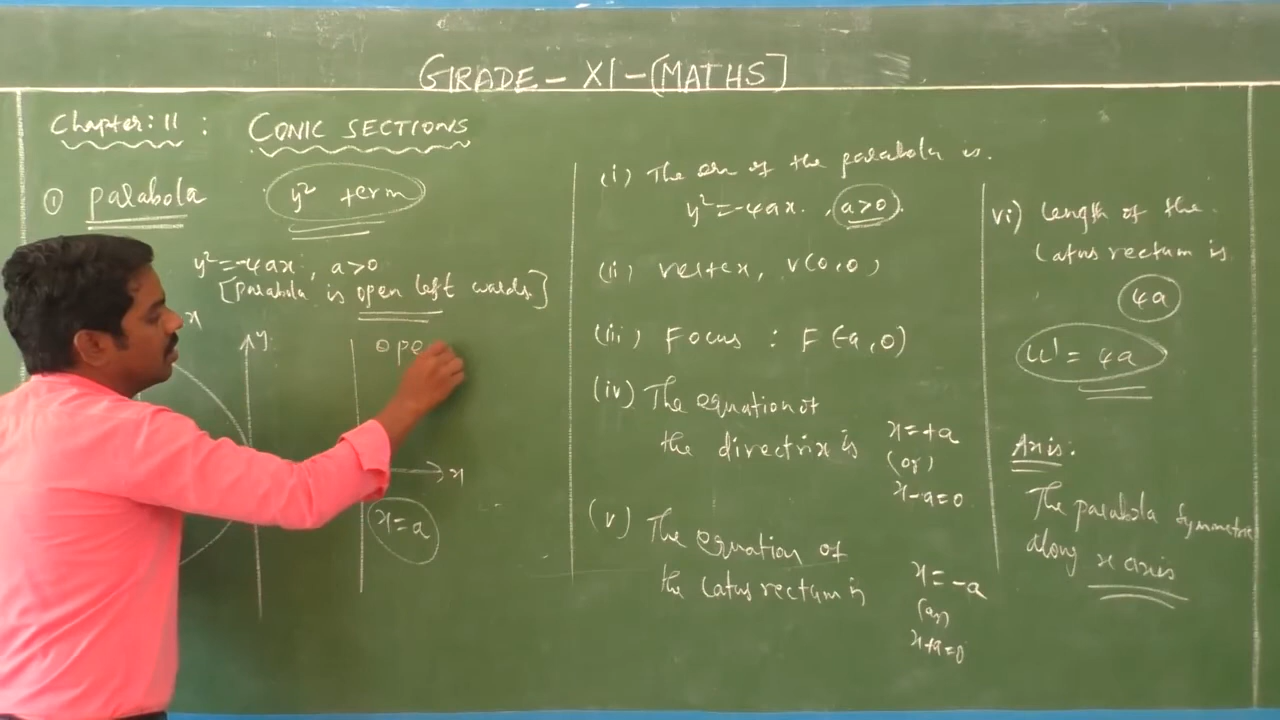 GRADE - XI - [MATHS]
Chapter: 11 : CONIC SECTIONS
① parabola y² term
y² = -4ax, a>0
[parabola is open left wards]
x
y
ope
x
x=a
(i) The eqn of the parabola is.
y² = -4ax. , a>0.
(ii) vertex, V(0,0)
(iii) Focus : F(-a,0)
(iv) The equation of
the directrix is
x=+a
(or)
x-a=0
(v) The equation of
the Latus rectum is
x=-a
(or)
x+a=0
vi) Length of the
Latus rectum is
4a
LL' = 4a
Axis:
The parabola Symmetric
along x axis